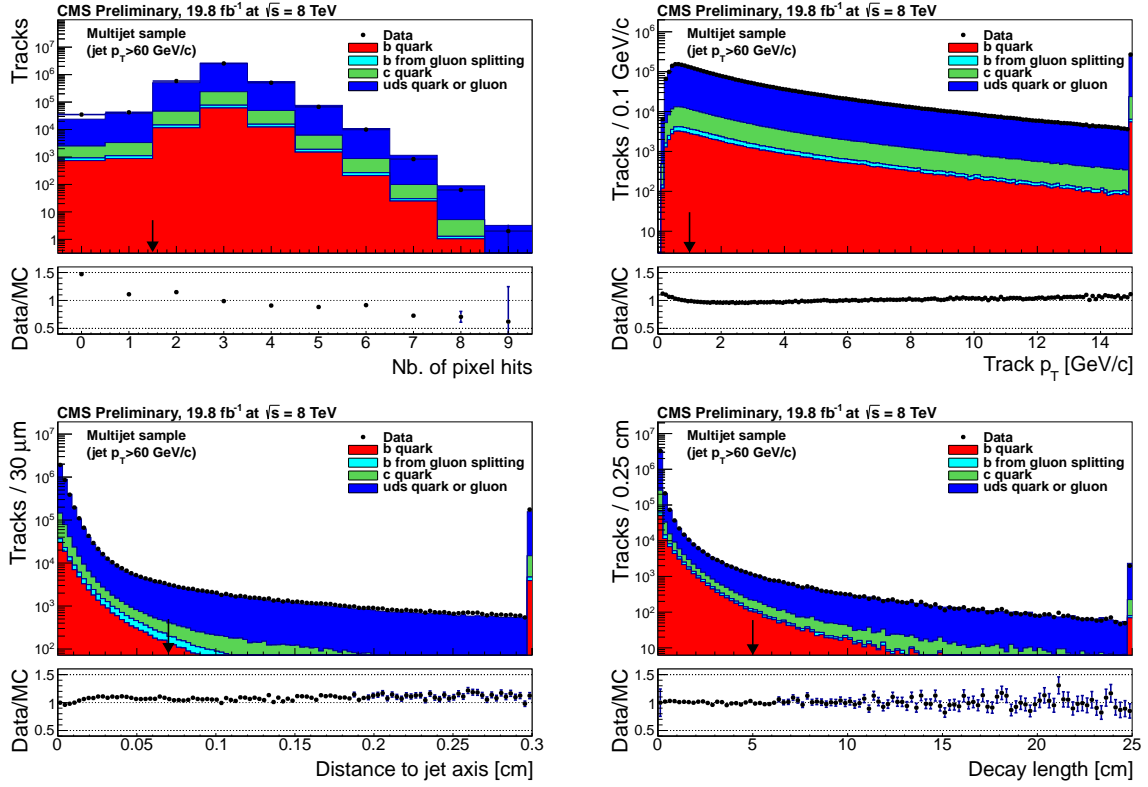 CMS Preliminary, 19.8 fb⁻¹ at √s = 8 TeV
Tracks
10⁷
10⁶
10⁵
10⁴
10³
10²
10
1
Multijet sample
(jet p_T>60 GeV/c)
Data
b quark
b from gluon splitting
c quark
uds quark or gluon
Data/MC
1.5
1
0.5
0 1 2 3 4 5 6 7 8 9
Nb. of pixel hits
CMS Preliminary, 19.8 fb⁻¹ at √s = 8 TeV
Tracks / 0.1 GeV/c
10⁶
10⁵
10⁴
10³
10²
10
Multijet sample
(jet p_T>60 GeV/c)
Data
b quark
b from gluon splitting
c quark
uds quark or gluon
Data/MC
1.5
1
0.5
0 2 4 6 8 10 12 14
Track p_T [GeV/c]
CMS Preliminary, 19.8 fb⁻¹ at √s = 8 TeV
Tracks / 30 μm
10⁷
10⁶
10⁵
10⁴
10³
10²
Multijet sample
(jet p_T>60 GeV/c)
Data
b quark
b from gluon splitting
c quark
uds quark or gluon
Data/MC
1.5
1
0.5
0 0.05 0.1 0.15 0.2 0.25 0.3
Distance to jet axis [cm]
CMS Preliminary, 19.8 fb⁻¹ at √s = 8 TeV
Tracks / 0.25 cm
10⁷
10⁶
10⁵
10⁴
10³
10²
10
Multijet sample
(jet p_T>60 GeV/c)
Data
b quark
b from gluon splitting
c quark
uds quark or gluon
Data/MC
1.5
1
0.5
0 5 10 15 20 25
Decay length [cm]